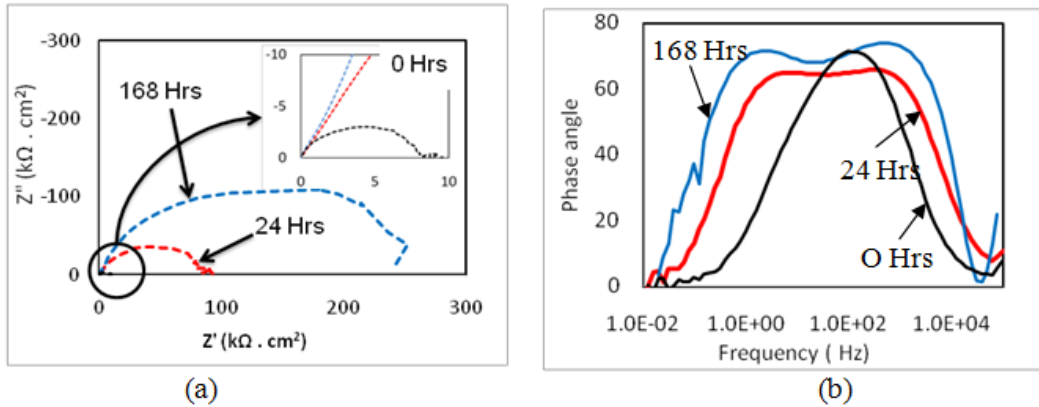 -300
-200
-100
0
Z'' (kΩ . cm²)
0
100
200
300
Z' (kΩ . cm²)
168 Hrs
24 Hrs
-10
-5
0
0
5
10
0 Hrs
(a)
80
60
40
20
0
Phase angle
1.0E-02
1.0E+00
1.0E+02
1.0E+04
Frequency ( Hz)
168 Hrs
24 Hrs
O Hrs
(b)